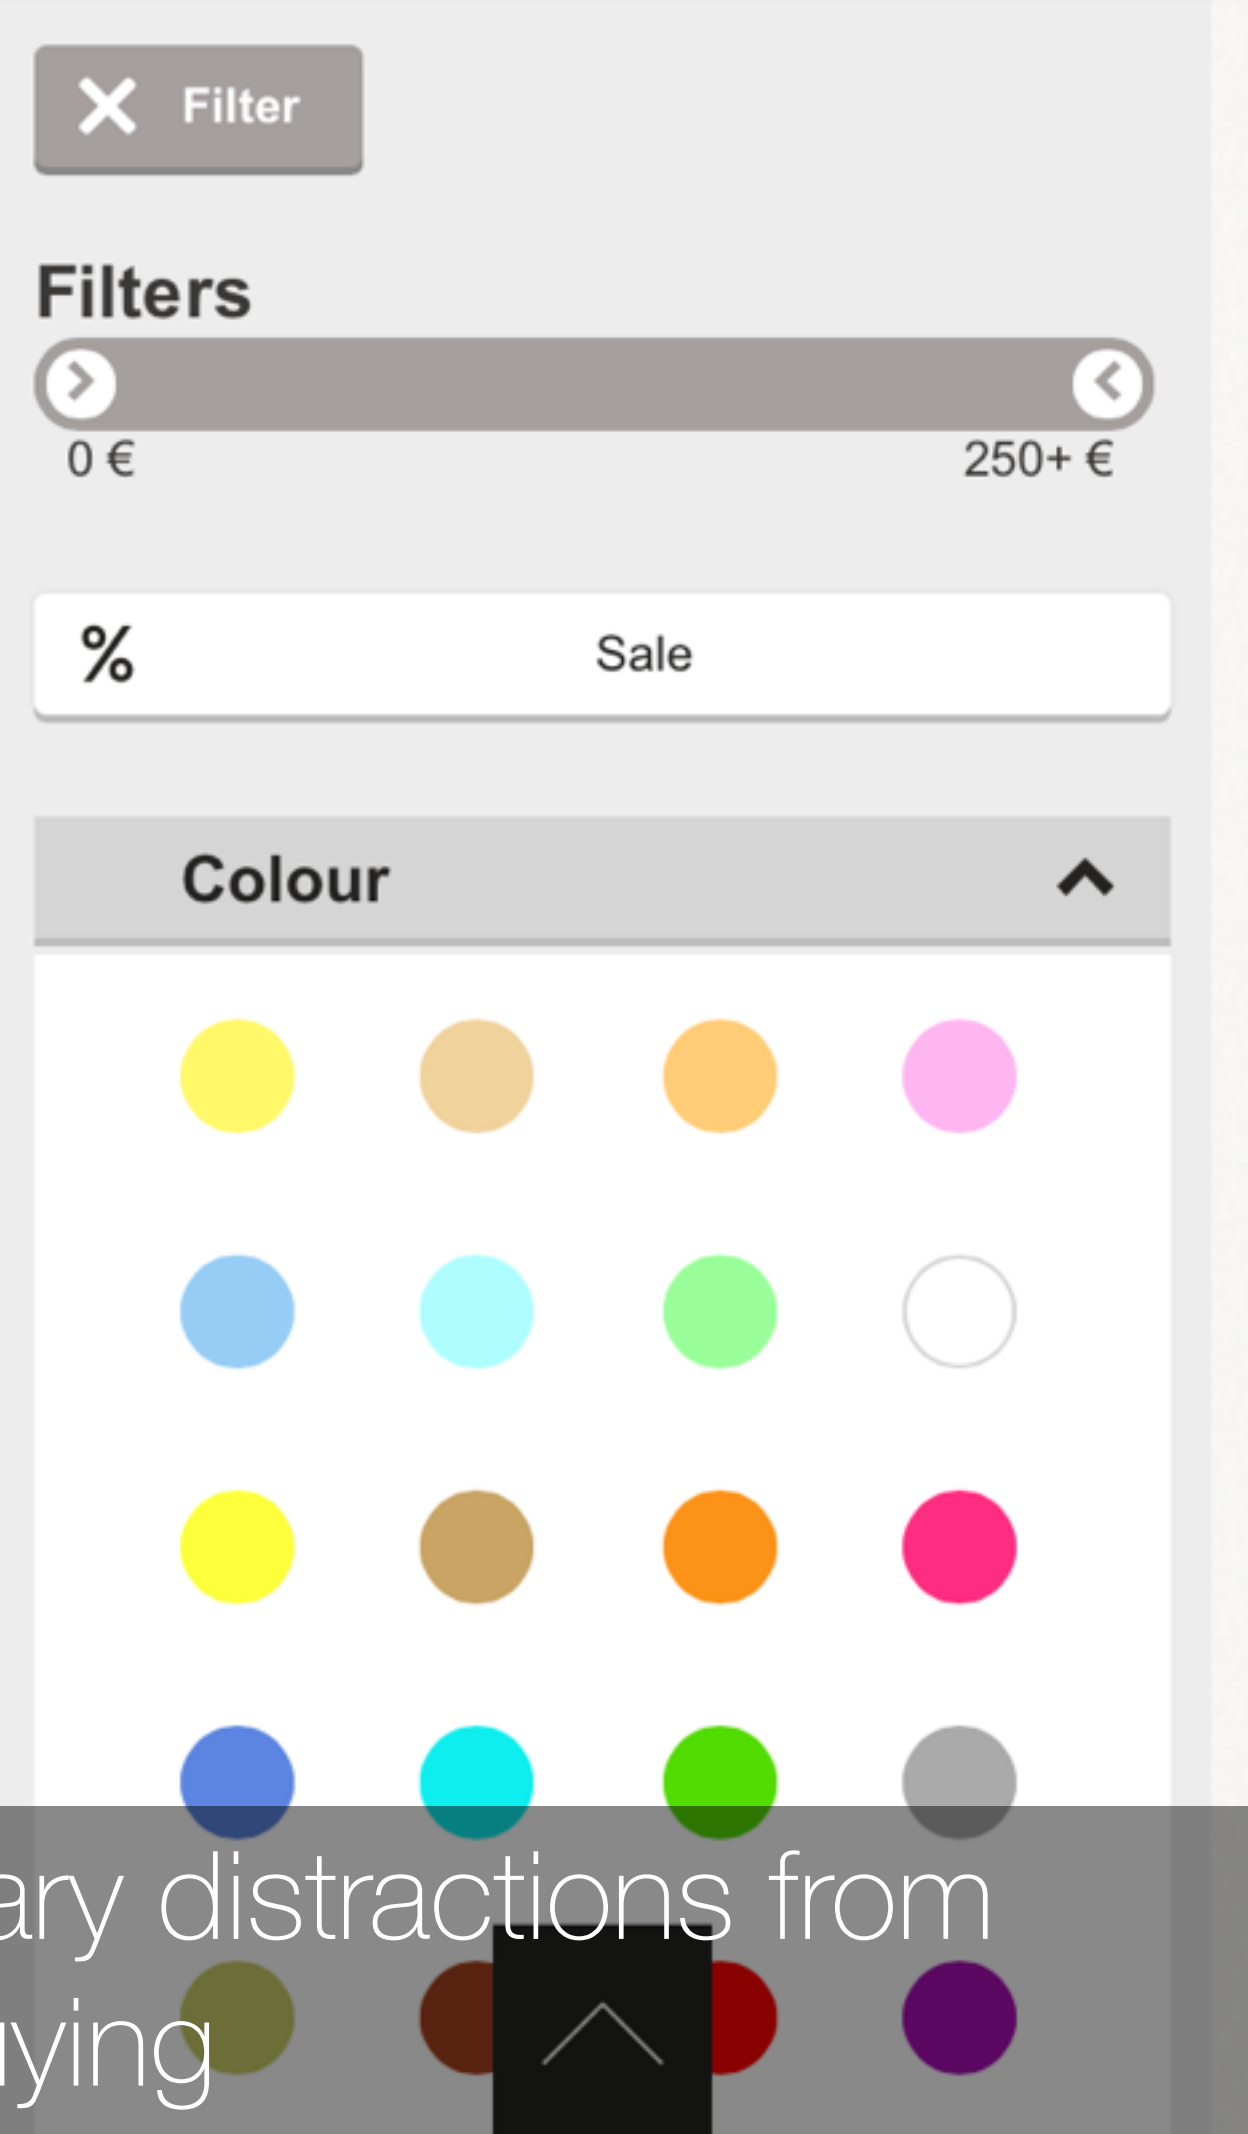 Filter
Filters
0 € 250+ €
% Sale
Colour
ary distractions from
ying